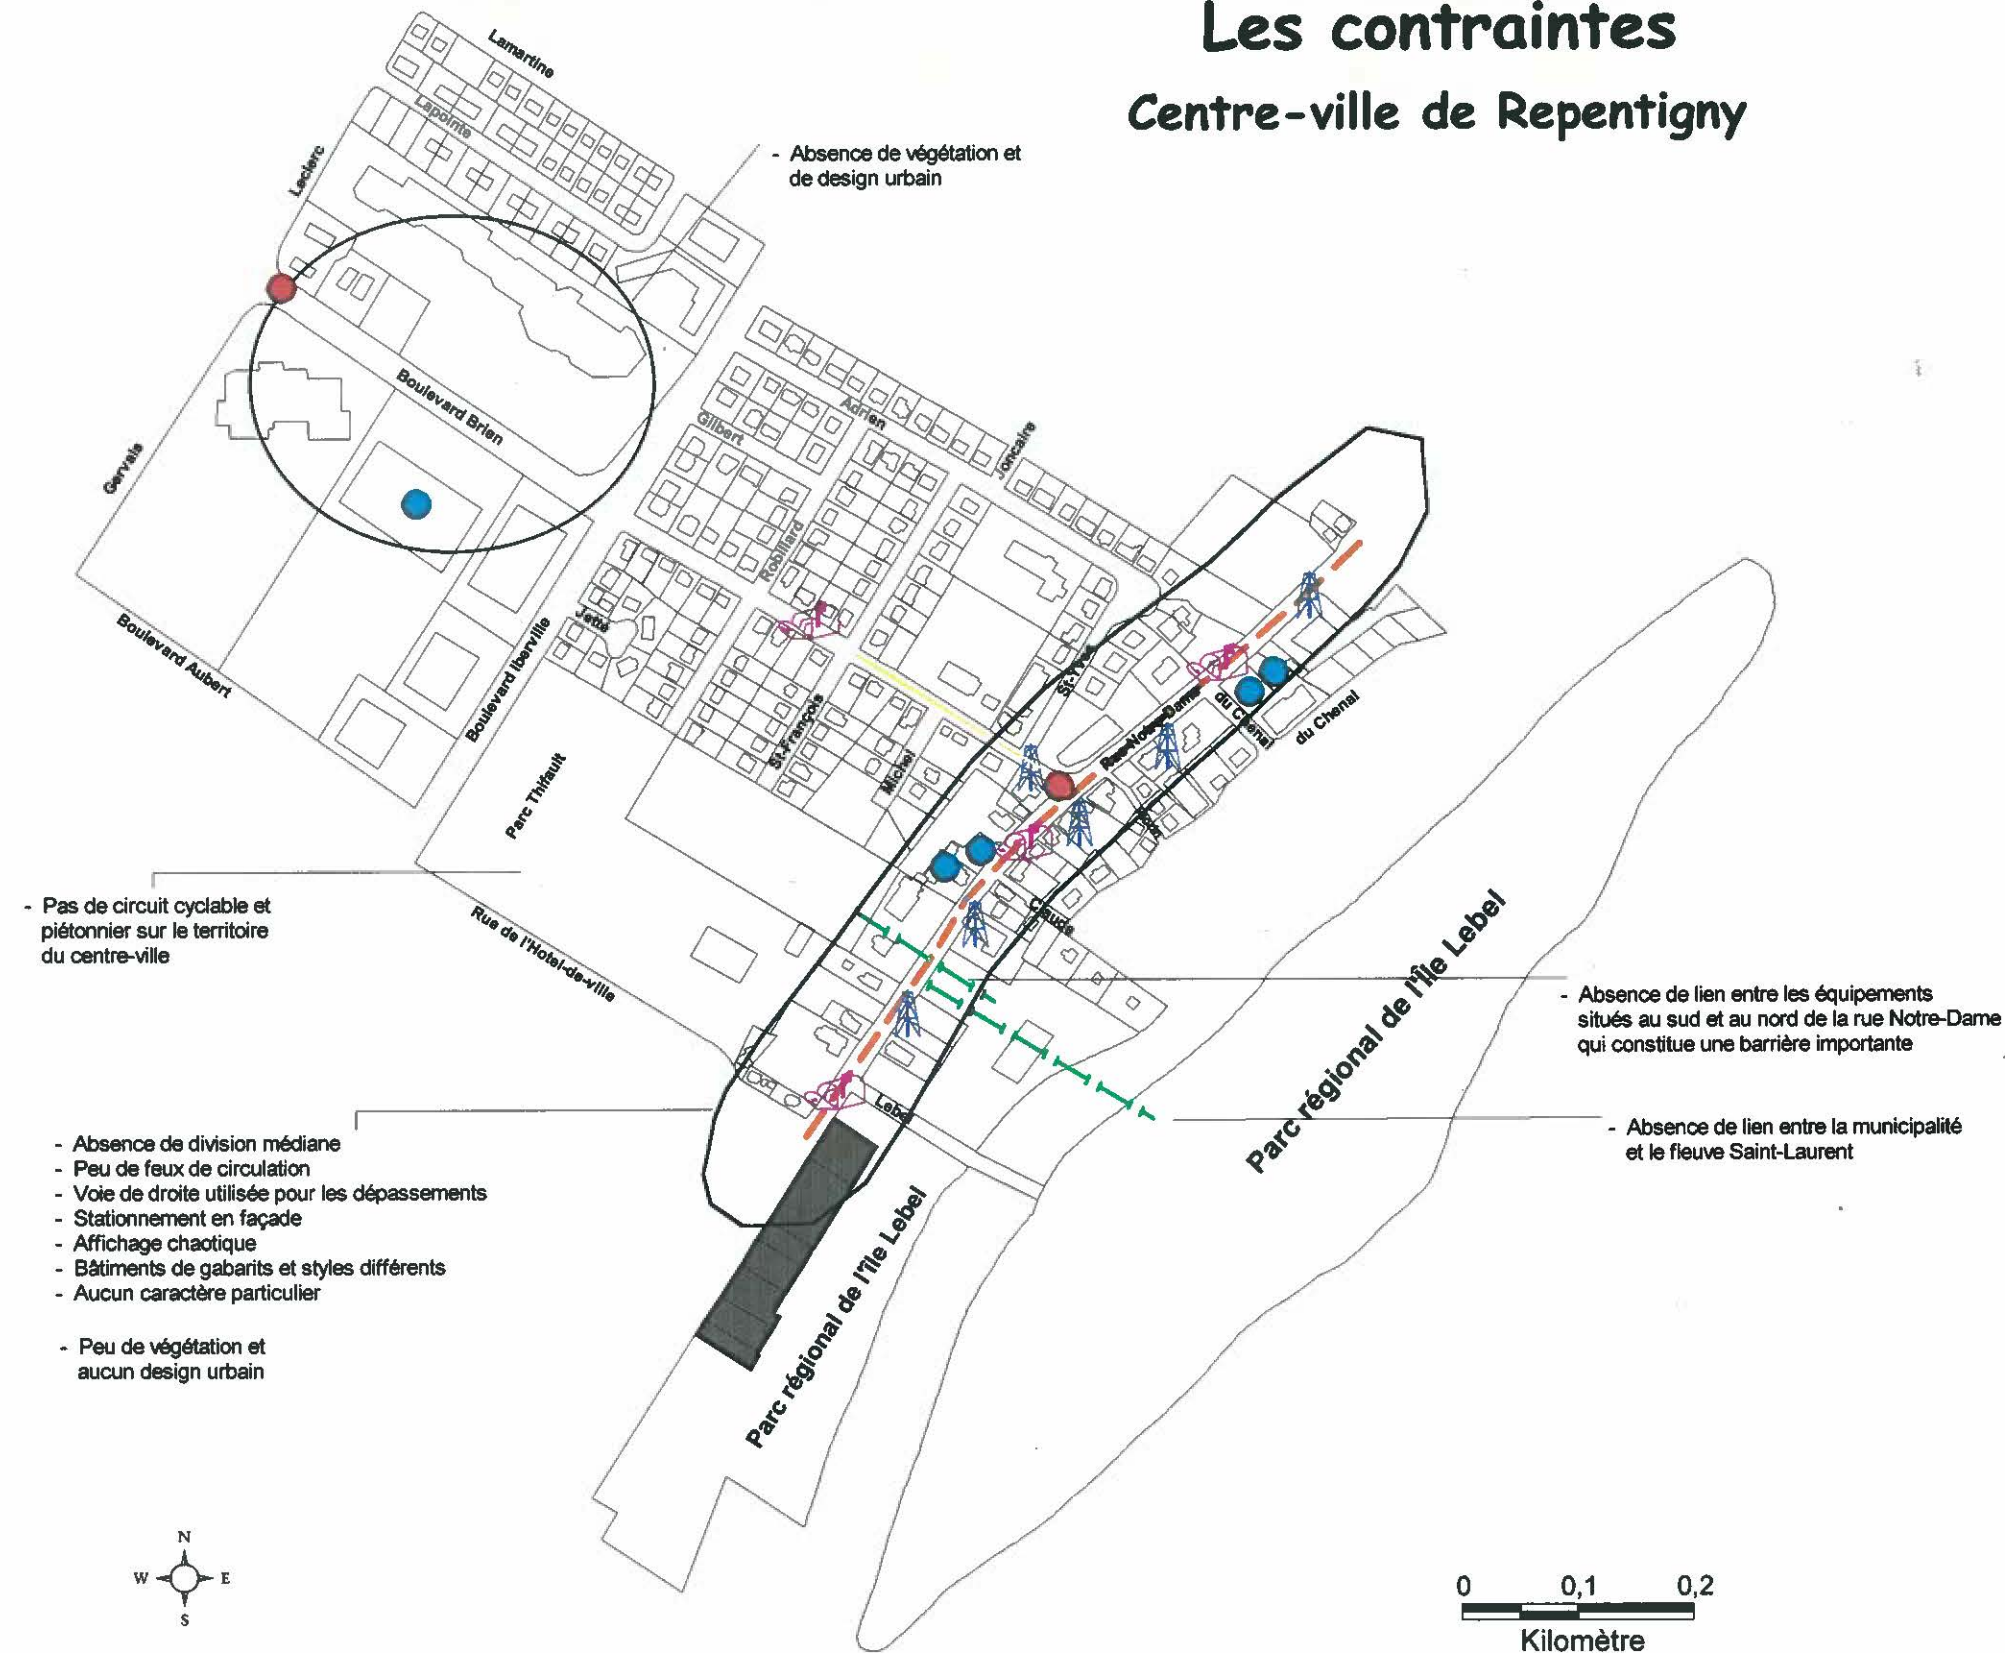 Les contraintes
Centre-ville de Repentigny
Lamartine
Lapointe
Leclerc
- Absence de végétation et
de design urbain
Boulevard Brien
Gervais
Adrien
Gilbert
Joncaire
Robillard
Jetté
Boulevard Aubert
Boulevard Iberville
St-Yves
Rue Notre-Dame
du Chenal
du Chenal
St-François
Michel
Parc Thifault
Claude
- Pas de circuit cyclable et
piétonnier sur le territoire
du centre-ville
Rue de l'Hotel-de-ville
Parc régional de l'île Lebel
- Absence de lien entre les équipements
situés au sud et au nord de la rue Notre-Dame
qui constitue une barrière importante
Lebel
- Absence de lien entre la municipalité
et le fleuve Saint-Laurent
- Absence de division médiane
- Peu de feux de circulation
- Voie de droite utilisée pour les dépassements
- Stationnement en façade
- Affichage chaotique
- Bâtiments de gabarits et styles différents
- Aucun caractère particulier
- Peu de végétation et
aucun design urbain
Parc régional de l'île Lebel
N
W E
S
0 0,1 0,2
Kilomètre